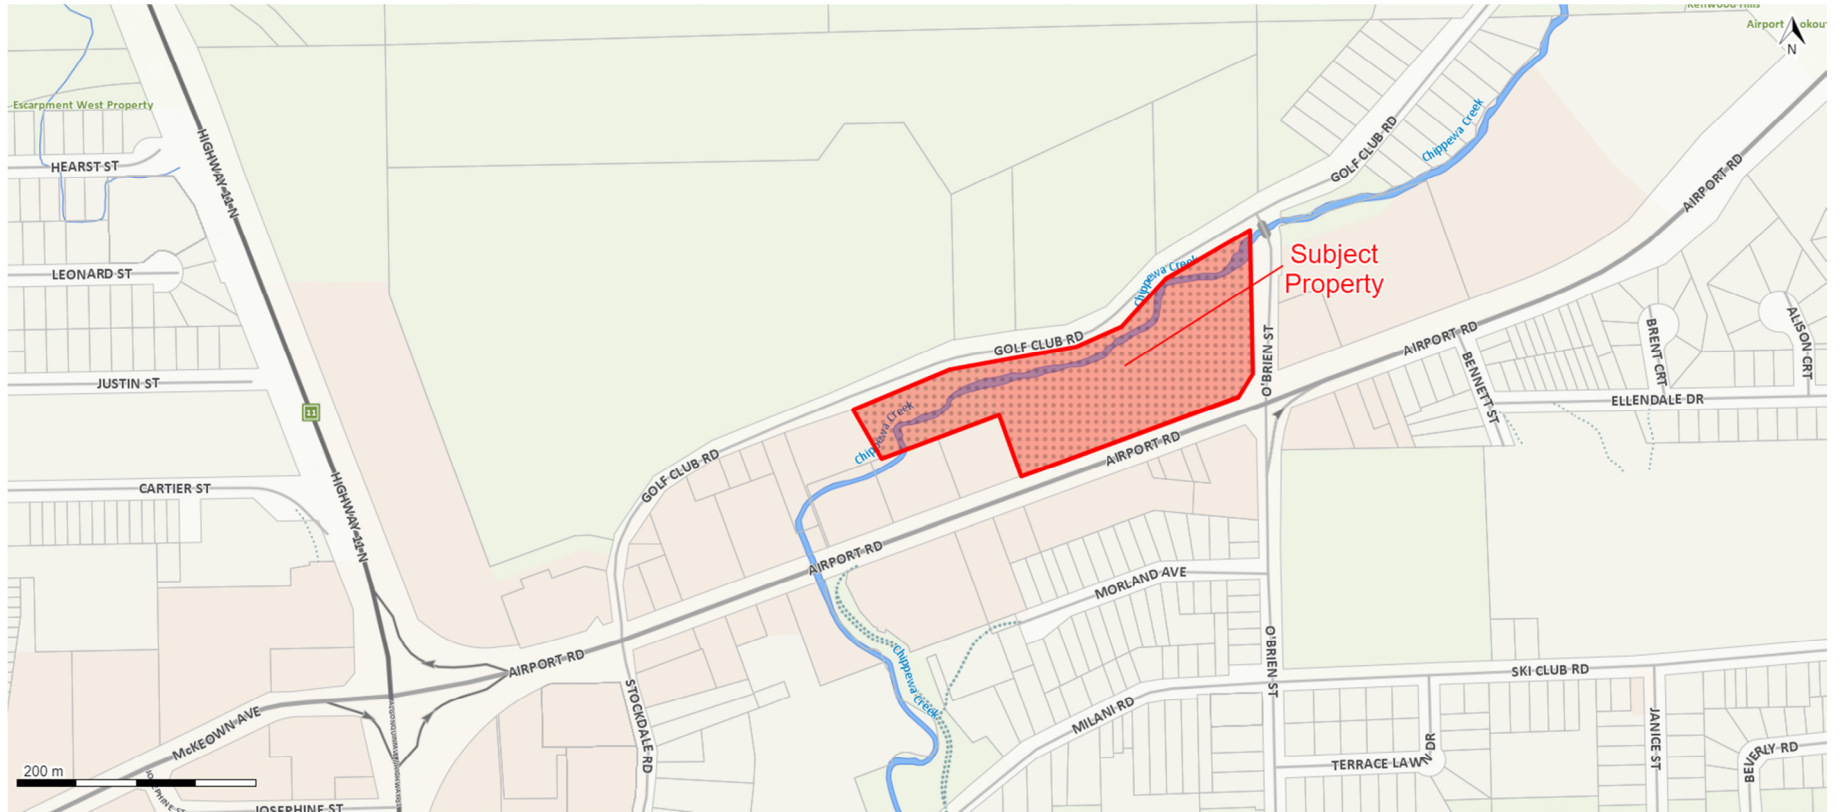 Kenwood Hills
Airport Lookout
N
Escarpment West Property
HIGHWAY 11 N
HEARST ST
GOLF CLUB RD
Chippewa Creek
AIRPORT RD
LEONARD ST
Subject
Property
Chippewa Creek
GOLF CLUB RD
O'BRIEN ST
AIRPORT RD
BENNETT ST
BRENT CRT
ALISON CRT
JUSTIN ST
11
ELLENDALE DR
Chippewa Creek
AIRPORT RD
GOLF CLUB RD
CARTIER ST
HIGHWAY 11 N
AIRPORT RD
MORLAND AVE
AIRPORT RD
Chippewa Creek
O'BRIEN ST
SKI CLUB RD
STOCKDALE RD
MILANI RD
McKEOWN AVE
JANICE ST
BEVERLY RD
TERRACE LAWN DR
200 m
JOSEPHINE ST
JOSEPHINE ST